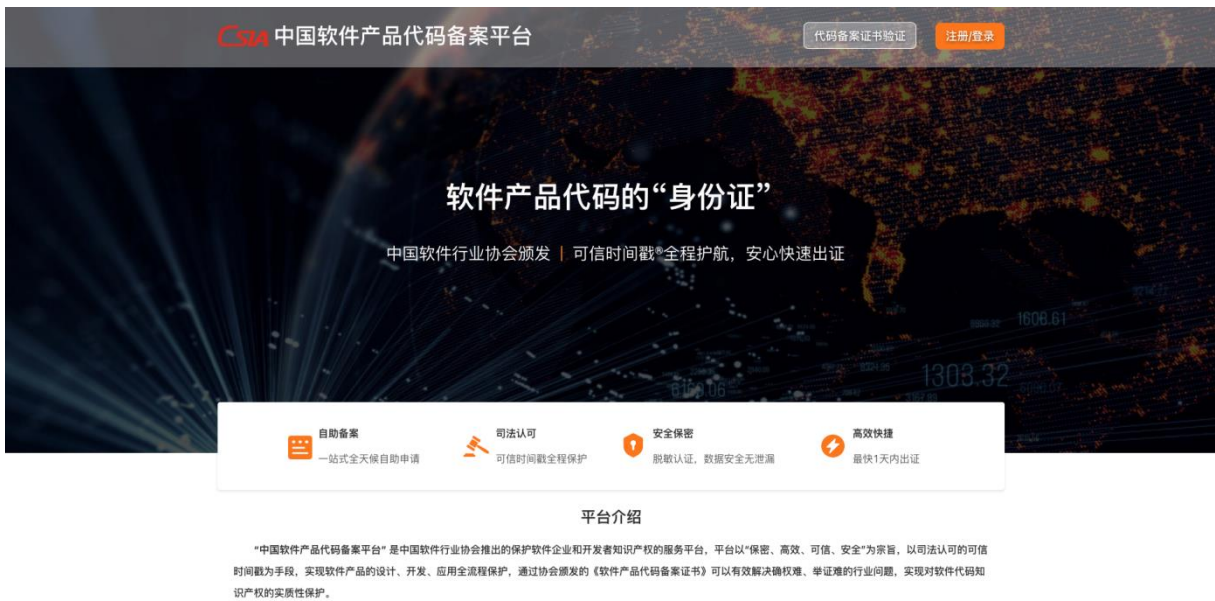 CSIA 中国软件产品代码备案平台
代码备案证书验证
注册/登录
软件产品代码的“身份证”
中国软件行业协会颁发 | 可信时间戳®全程护航，安心快速出证
1606.61
1303.32
自助备案
一站式全天候自助申请
司法认可
可信时间戳全程保护
安全保密
脱敏认证，数据安全无泄漏
高效快捷
最快1天内出证
平台介绍
“中国软件产品代码备案平台” 是中国软件行业协会推出的保护软件企业和开发者知识产权的服务平台，平台以“保密、高效、可信、安全”为宗旨，以司法认可的可信
时间戳为手段，实现软件产品的设计、开发、应用全流程保护，通过协会颁发的《软件产品代码备案证书》可以有效解决确权难、举证难的行业问题，实现对软件代码知
识产权的实质性保护。